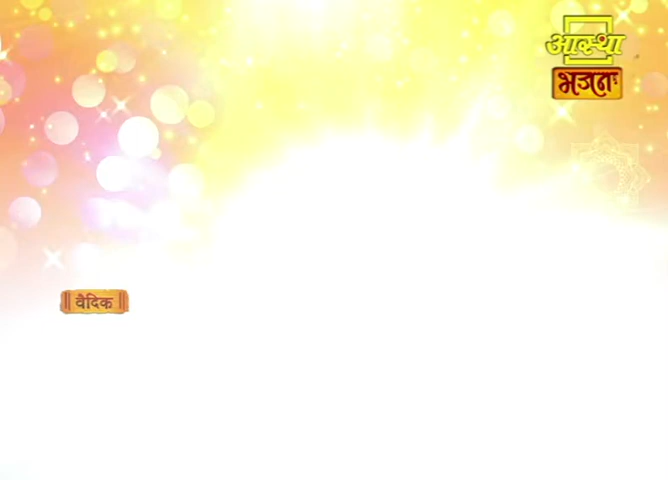 आस्था
भजन
॥ वैदिक ॥